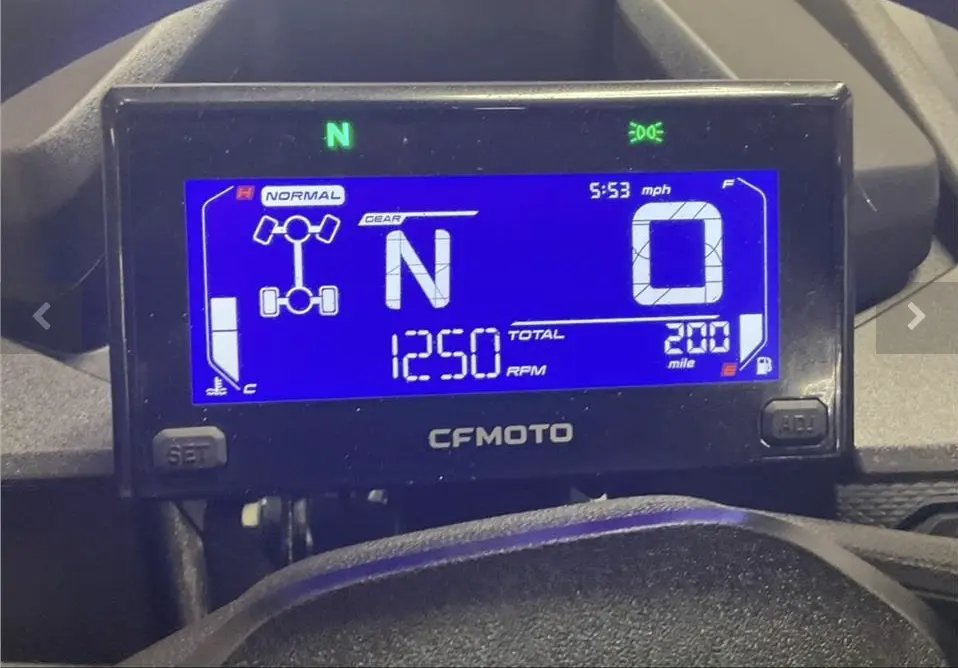 N
H NORMAL 5:53 mph F
GEAR
N 0
1250 RPM TOTAL 200
mile E
C
CFMOTO
SET ADJ